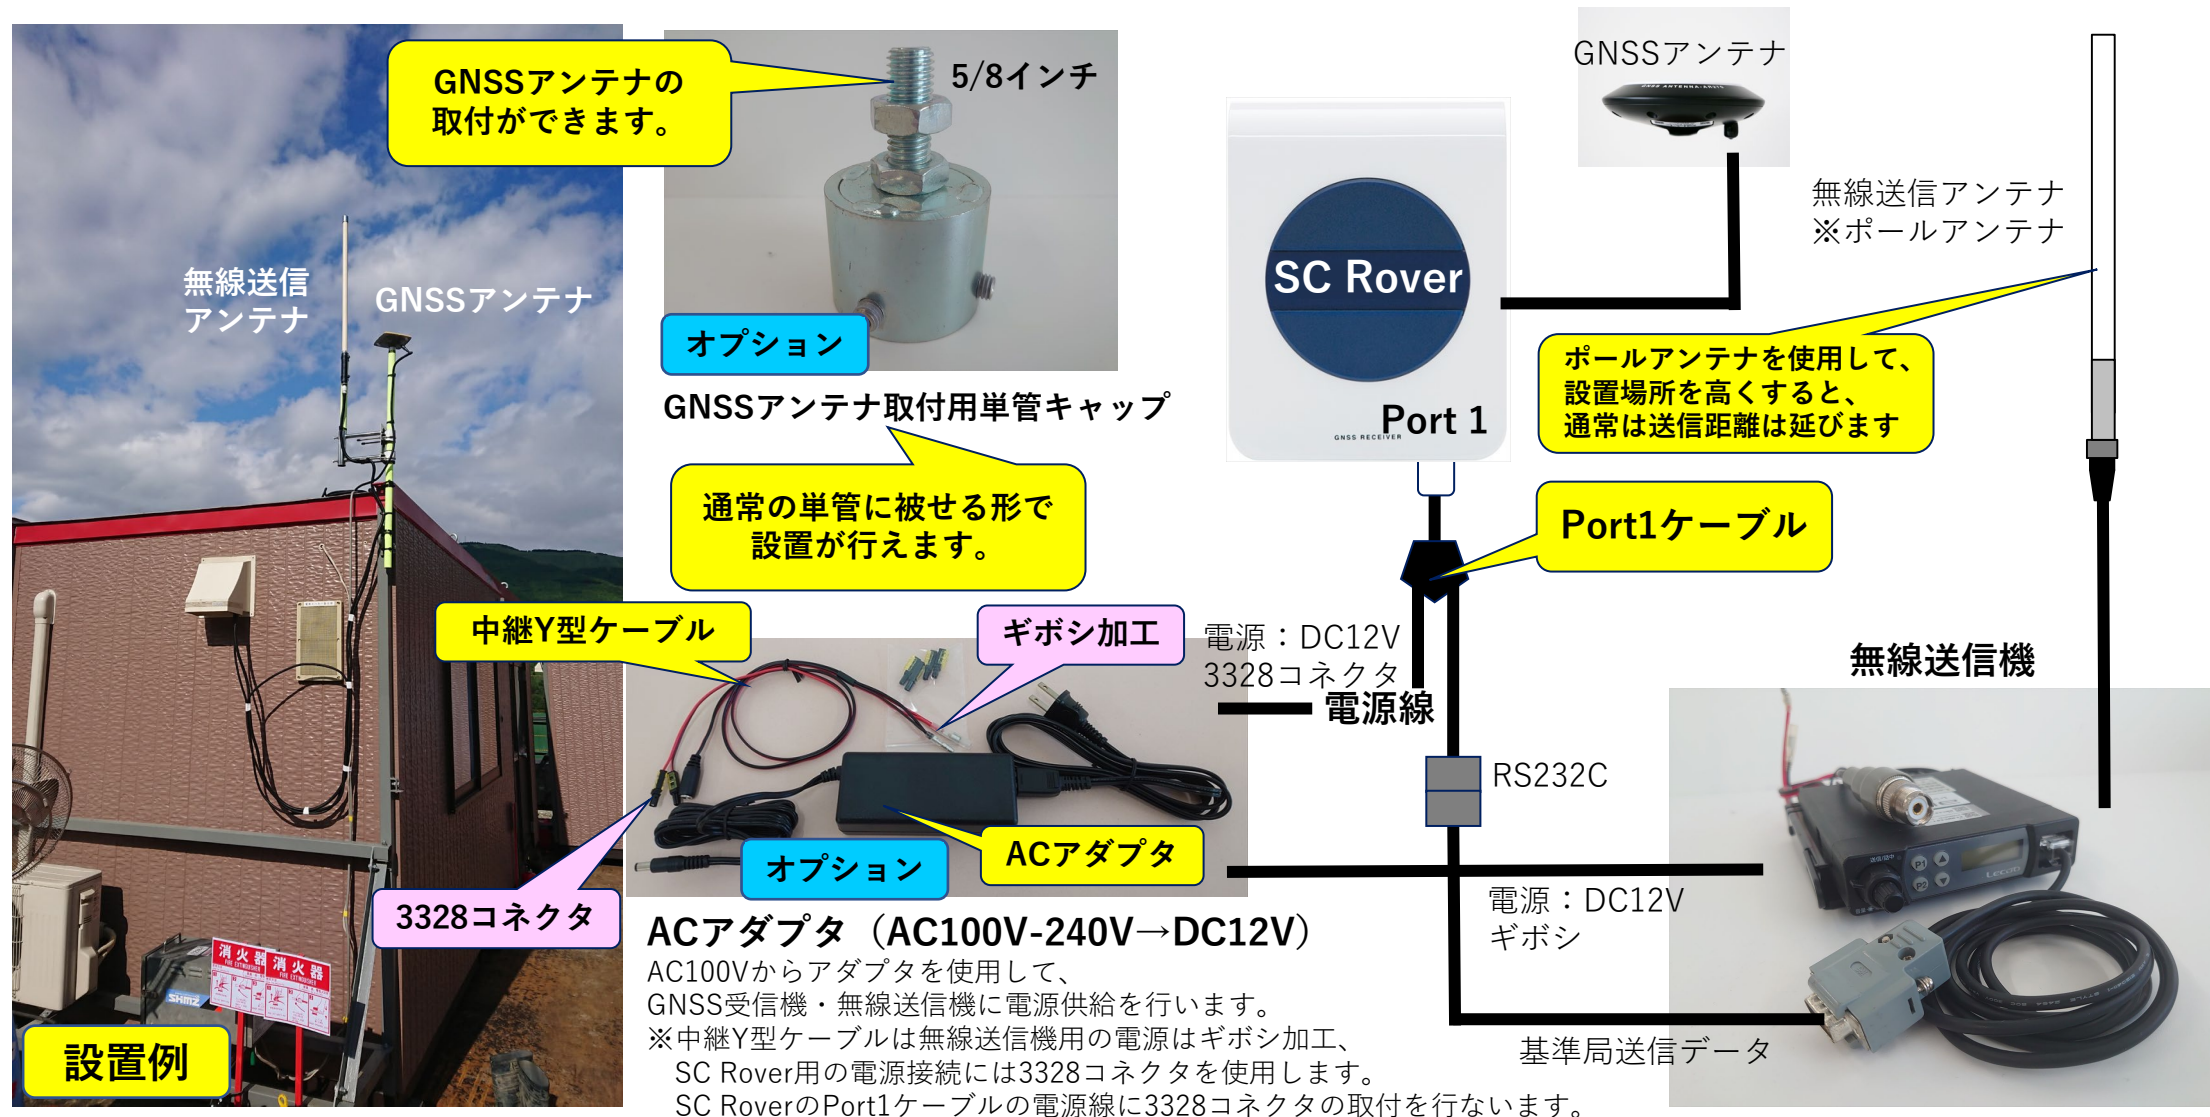 GNSSアンテナの
取付ができます。
5/8インチ
オプション
GNSSアンテナ取付用単管キャップ
通常の単管に被せる形で
設置が行えます。
無線送信
アンテナ
GNSSアンテナ
設置例
消火器
消火器
FIRE EXTINGUISHER
FIRE EXTINGUISHER
SHMZ
中継Y型ケーブル
ギボシ加工
3328コネクタ
オプション
ACアダプタ
ACアダプタ（AC100V-240V→DC12V）
AC100Vからアダプタを使用して、
GNSS受信機・無線送信機に電源供給を行います。
※中継Y型ケーブルは無線送信機用の電源はギボシ加工、
SC Rover用の電源接続には3328コネクタを使用します。
SC RoverのPort1ケーブルの電源線に3328コネクタの取付を行ないます。
SC Rover
Port 1
GNSS RECEIVER
GNSSアンテナ
無線送信アンテナ
※ポールアンテナ
ポールアンテナを使用して、
設置場所を高くすると、
通常は送信距離は延びます
Port1ケーブル
電源：DC12V
3328コネクタ
電源線
RS232C
無線送信機
P1
P2
電源：DC12V
ギボシ
基準局送信データ